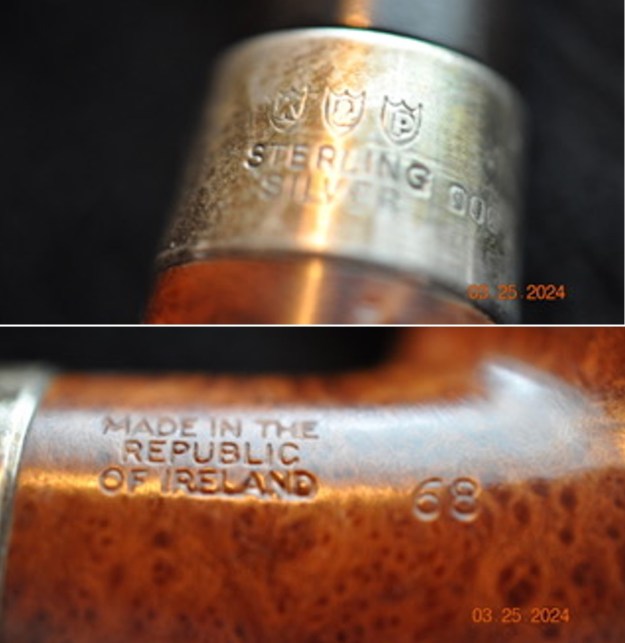 K & P
STERLING
SILVER
03.25.2024
MADE IN THE
REPUBLIC
OF IRELAND
68
03.25.2024